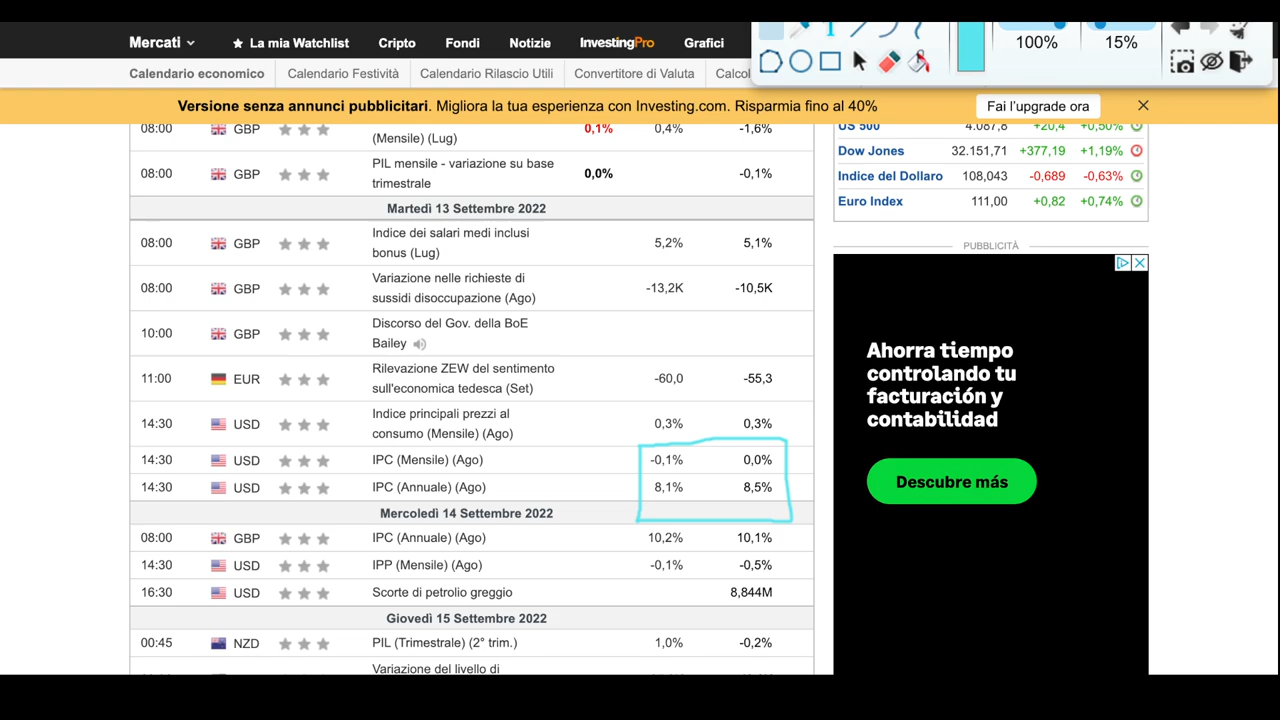 Mercati
La mia Watchlist
Cripto
Fondi
Notizie
InvestingPro
Grafici
100%
15%
Calendario economico
Calendario Festività
Calendario Rilascio Utili
Convertitore di Valuta
Versione senza annunci pubblicitari. Migliora la tua esperienza con Investing.com. Risparmia fino al 40%
Fai l'upgrade ora
08:00 GBP (Mensile) (Lug) 0,1% 0,4% -1,6%
08:00 GBP PIL mensile - variazione su base
trimestrale 0,0% -0,1%
Martedì 13 Settembre 2022
08:00 GBP Indice dei salari medi inclusi
bonus (Lug) 5,2% 5,1%
08:00 GBP Variazione nelle richieste di
sussidi disoccupazione (Ago) -13,2K -10,5K
10:00 GBP Discorso del Gov. della BoE
Bailey
11:00 EUR Rilevazione ZEW del sentimento
sull'economica tedesca (Set) -60,0 -55,3
14:30 USD Indice principali prezzi al
consumo (Mensile) (Ago) 0,3% 0,3%
14:30 USD IPC (Mensile) (Ago) -0,1% 0,0%
14:30 USD IPC (Annuale) (Ago) 8,1% 8,5%
Mercoledì 14 Settembre 2022
08:00 GBP IPC (Annuale) (Ago) 10,2% 10,1%
14:30 USD IPP (Mensile) (Ago) -0,1% -0,5%
16:30 USD Scorte di petrolio greggio 8,844M
Giovedì 15 Settembre 2022
00:45 NZD PIL (Trimestrale) (2° trim.) 1,0% -0,2%
Variazione del livello di
US 500 4.087,8 +20,4 +0,50%
Dow Jones 32.151,71 +377,19 +1,19%
Indice del Dollaro 108,043 -0,689 -0,63%
Euro Index 111,00 +0,82 +0,74%
PUBBLICITÀ
Ahorra tiempo
controlando tu
facturación y
contabilidad
Descubre más